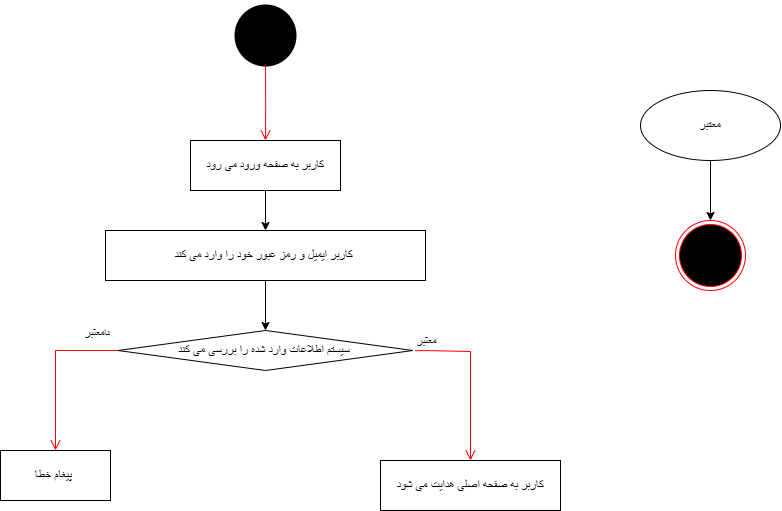 معتبر
کاربر به صفحه ورود می رود
کاربر ایمیل و رمز عبور خود را وارد می کند
نامعتبر
معتبر
سیستم اطلاعات وارد شده را بررسی می کند
پیغام خطا
کاربر به صفحه اصلی هدایت می شود